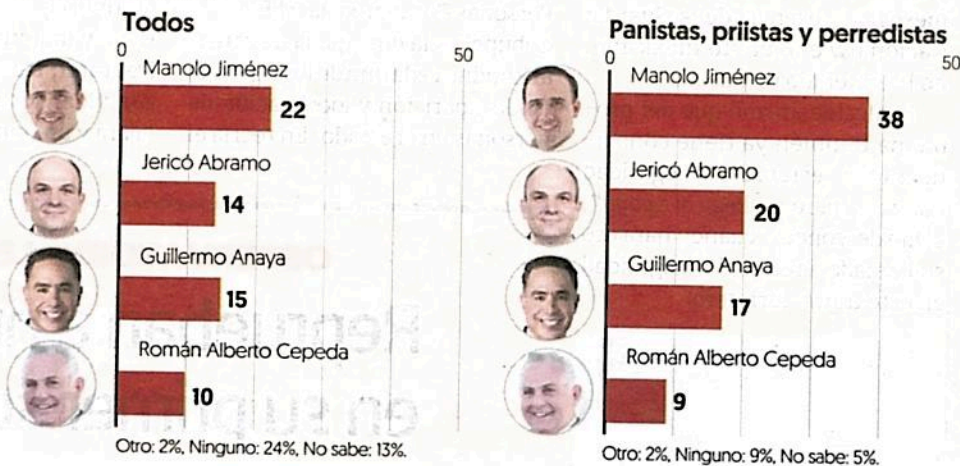 Todos
0 50
Manolo Jiménez
22
Jericó Abramo
14
Guillermo Anaya
15
Román Alberto Cepeda
10
Otro: 2%, Ninguno: 24%, No sabe: 13%.
Panistas, priistas y perredistas
0 50
Manolo Jiménez
38
Jericó Abramo
20
Guillermo Anaya
17
Román Alberto Cepeda
9
Otro: 2%, Ninguno: 9%, No sabe: 5%.